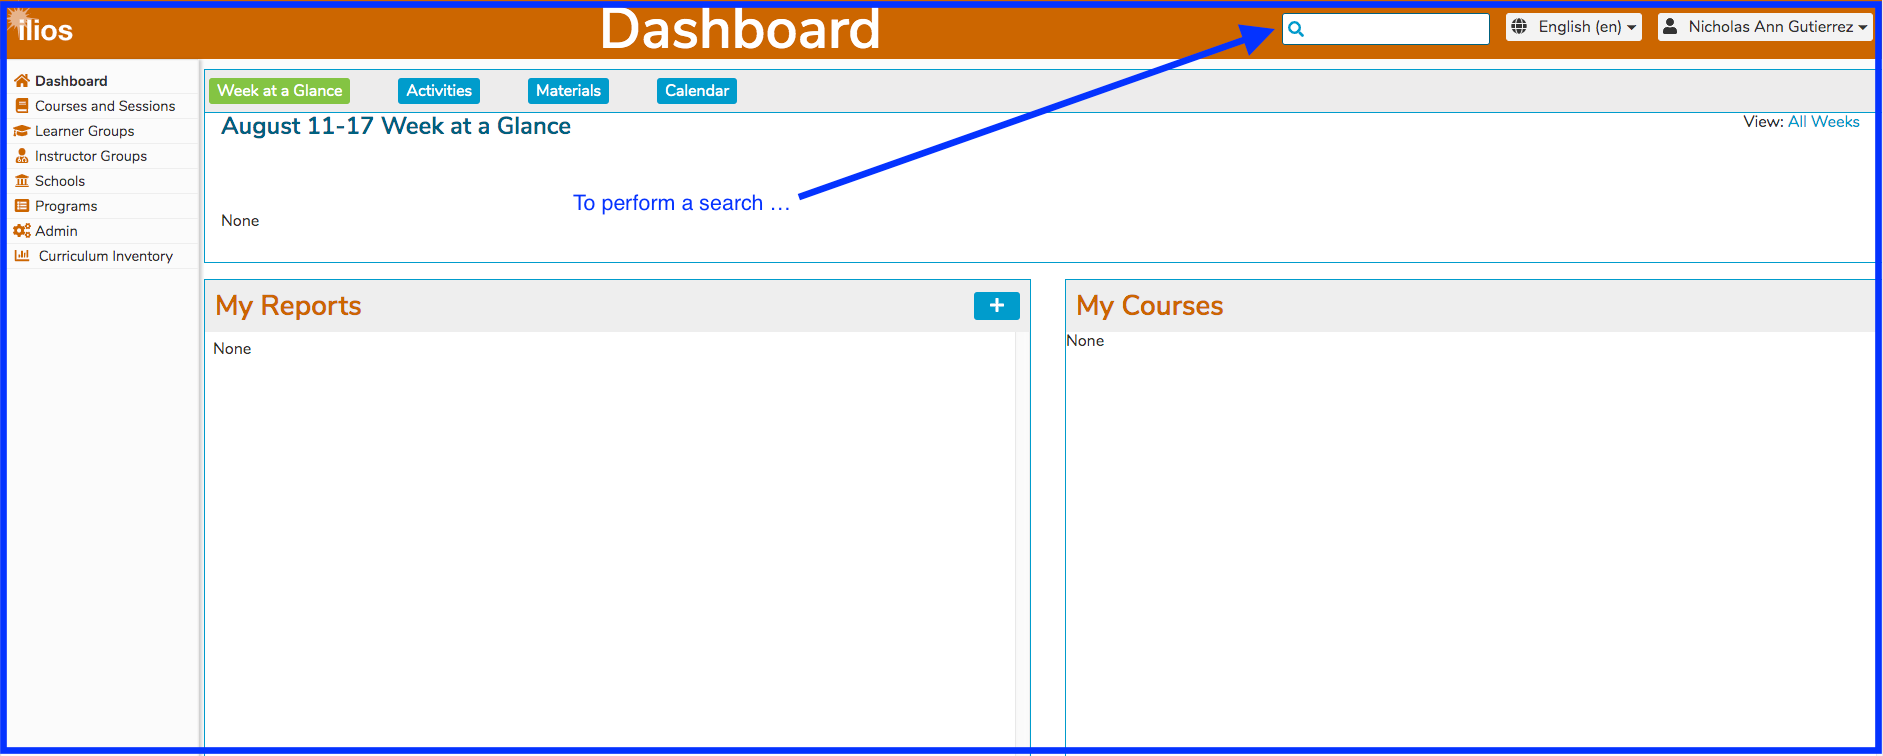 ilios
Dashboard
English (en)
Nicholas Ann Gutierrez
Dashboard
Courses and Sessions
Learner Groups
Instructor Groups
Schools
Programs
Admin
Curriculum Inventory
Week at a Glance
Activities
Materials
Calendar
August 11-17 Week at a Glance
View: All Weeks
To perform a search ...
None
My Reports
+
None
My Courses
None